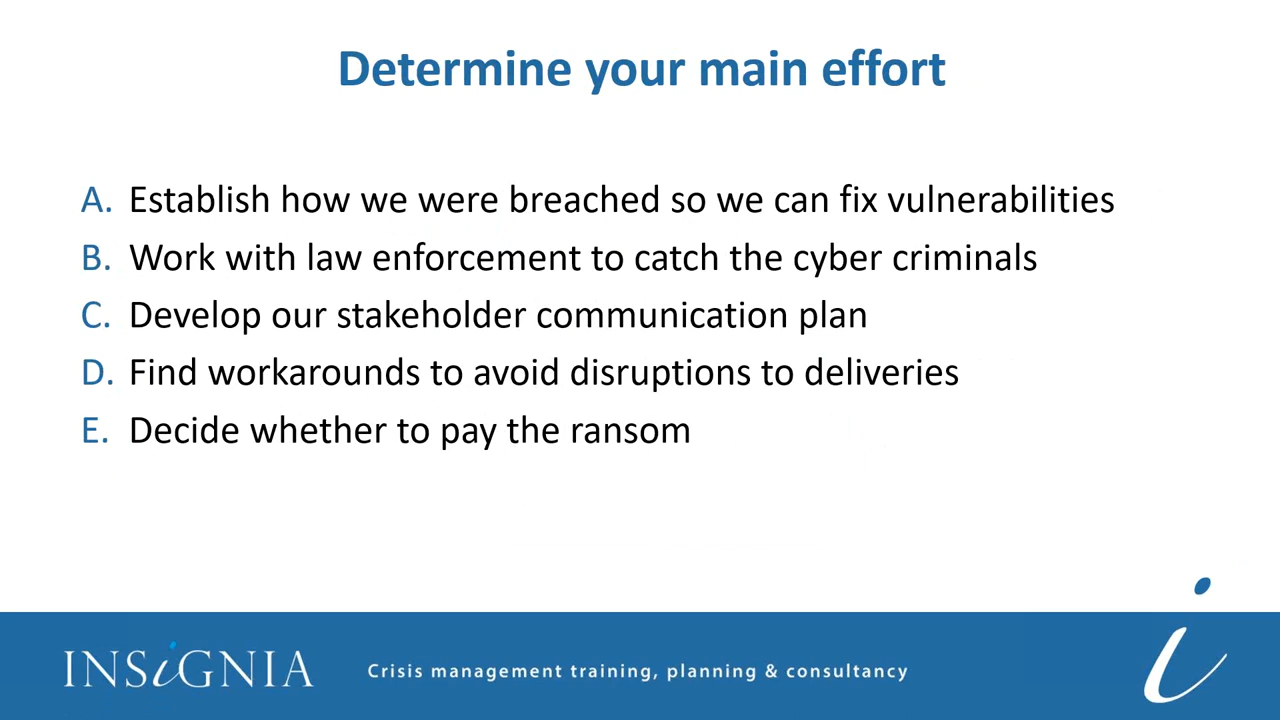 Determine your main effort
A. Establish how we were breached so we can fix vulnerabilities
B. Work with law enforcement to catch the cyber criminals
C. Develop our stakeholder communication plan
D. Find workarounds to avoid disruptions to deliveries
E. Decide whether to pay the ransom
INSiGNIA
Crisis management training, planning & consultancy
i